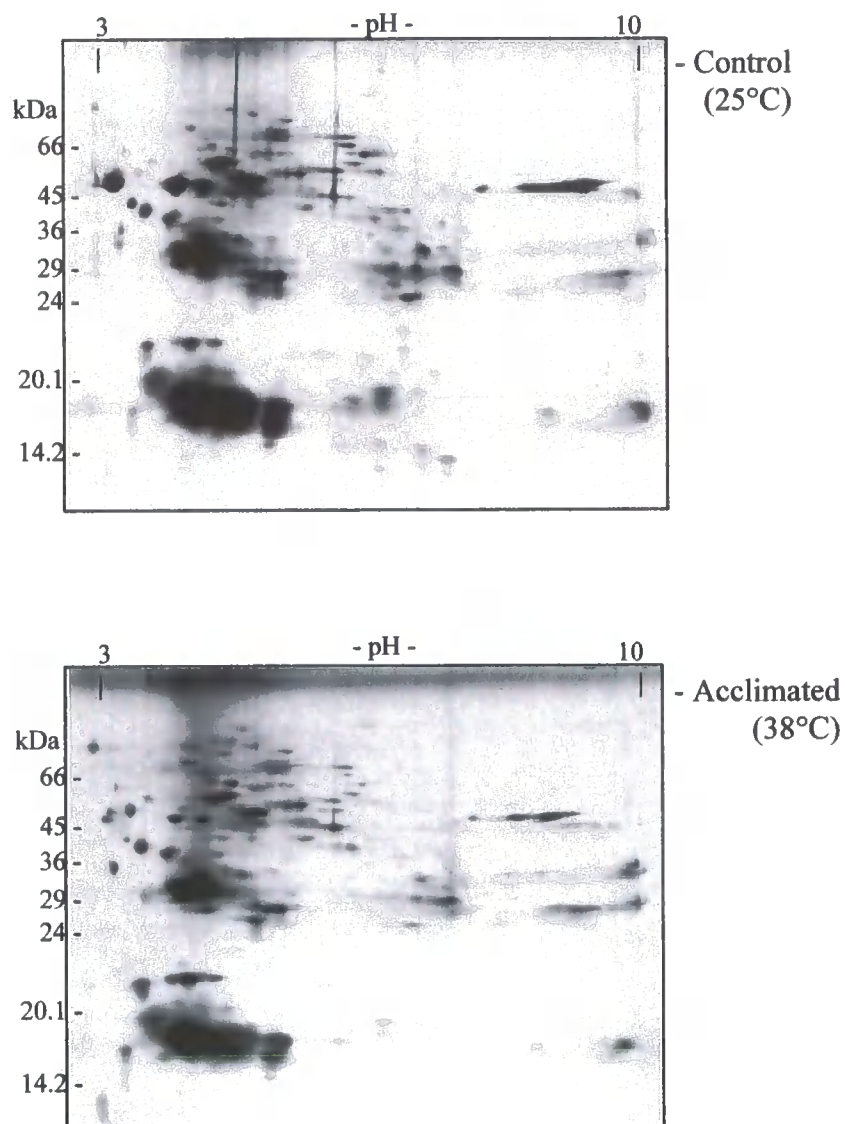 3 - pH - 10
- Control
(25°C)
kDa
66 -
45 -
36 -
29 -
24 -
20.1 -
14.2 -
3 - pH - 10
- Acclimated
(38°C)
kDa
66 -
45 -
36 -
29 -
24 -
20.1 -
14.2 -